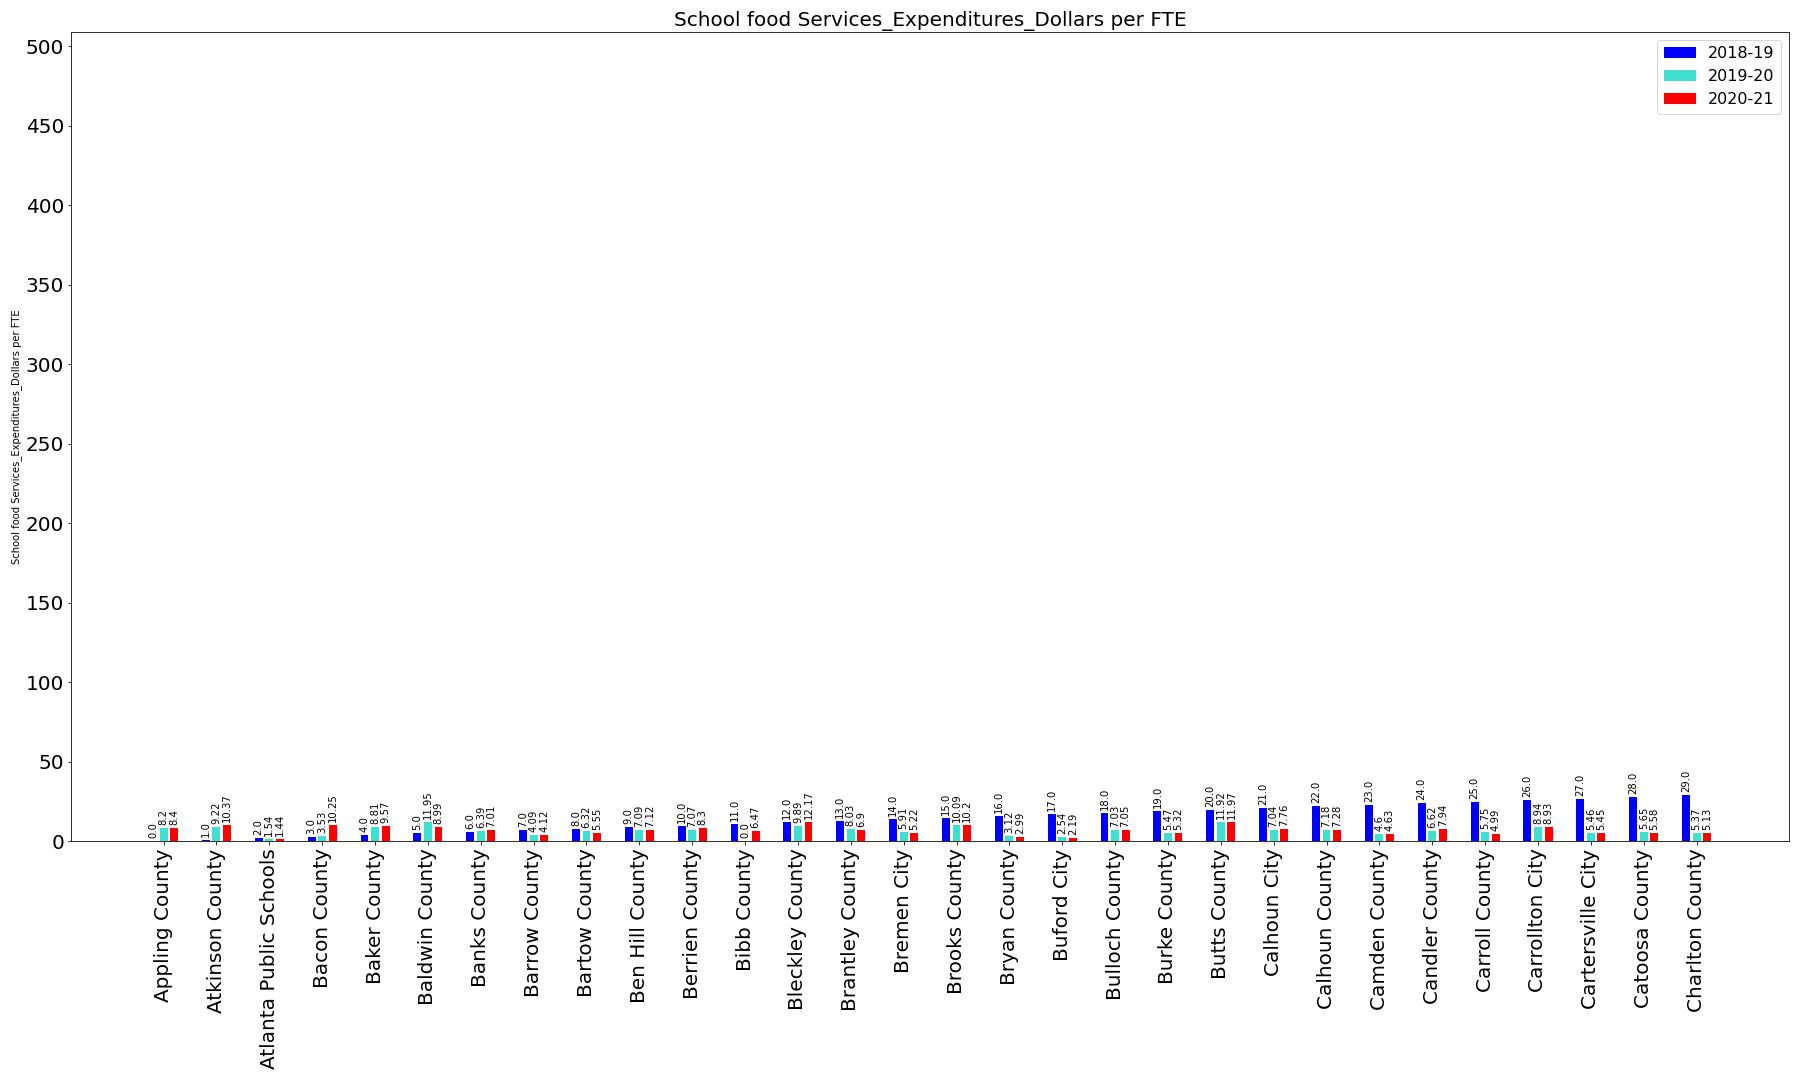 School food Services_Expenditures_Dollars per FTE
2018-19
2019-20
2020-21
School food Services_Expenditures_Dollars per FTE
500
450
400
350
300
250
200
150
100
50
0
0.0 8.2 8.4
1.0 9.22 10.37
2.0 1.54 1.44
3.0 3.53 10.25
4.0 8.81 9.57
5.0 11.95 8.99
6.0 6.39 7.01
7.0 4.09 4.12
8.0 6.32 5.55
9.0 7.09 7.12
10.0 7.07 8.3
11.0 0.0 6.47
12.0 9.89 12.17
13.0 8.03 6.9
14.0 5.91 5.22
15.0 10.09 10.2
16.0 3.12 2.99
17.0 2.54 2.19
18.0 7.03 7.05
19.0 5.47 5.32
20.0 11.92 11.97
21.0 7.04 7.76
22.0 7.18 7.28
23.0 4.6 4.63
24.0 6.62 7.94
25.0 5.75 4.99
26.0 8.94 8.93
27.0 5.46 5.45
28.0 5.65 5.58
29.0 5.37 5.13
Appling County
Atkinson County
Atlanta Public Schools
Bacon County
Baker County
Baldwin County
Banks County
Barrow County
Bartow County
Ben Hill County
Berrien County
Bibb County
Bleckley County
Brantley County
Bremen City
Brooks County
Bryan County
Buford City
Bulloch County
Burke County
Butts County
Calhoun City
Calhoun County
Camden County
Candler County
Carroll County
Carrollton City
Cartersville City
Catoosa County
Charlton County